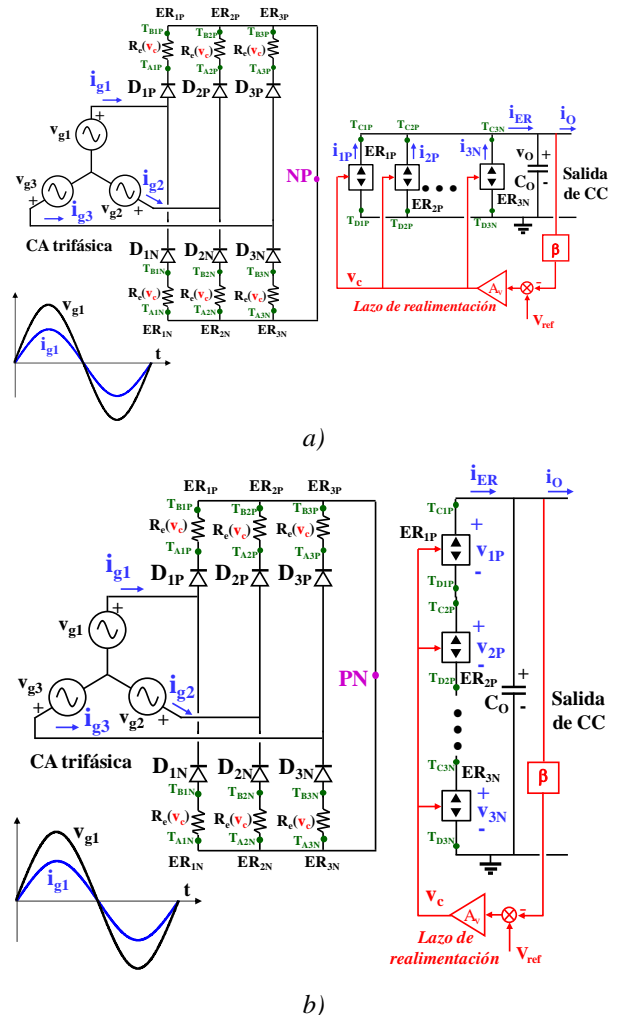 ER1P ER2P ER3P
TB1P TB2P TB3P
Re(vc) Re(vc) Re(vc)
TA1P TA2P TA3P
ig1 D1P D2P D3P
+
vg1
vg3 ig2
+ ig3 vg2 +
CA trifásica
NP
D1N D2N D3N
TB1N TB2N TB3N
Re(vc) Re(vc) Re(vc)
TA1N TA2N TA3N
ER1N ER2N ER3N
vg1
ig1
t
iER iO
TC1P TC2P TC3N
i1P ER1P i2P i3N
vO +
CO -
Salida
de CC
ER2P ER3N
TD1P TD2P TD3N
β
vc
Av
-
Lazo de realimentación
vref
a)
ER1P ER2P ER3P
TB1P TB2P TB3P
Re(vc) Re(vc) Re(vc)
TA1P TA2P TA3P
ig1 D1P D2P D3P
+
vg1
vg3 ig2
+ ig3 vg2 +
CA trifásica
PN
D1N D2N D3N
TB1N TB2N TB3N
Re(vc) Re(vc) Re(vc)
TA1N TA2N TA3N
ER1N ER2N ER3N
vg1
ig1
t
iER iO
TC1P
ER1P +
v1P
-
TD1P
TC2P
+
v2P
-
TD2P ER2P
CO +
-
Salida
de CC
TC3N ER3N
+
v3N
-
TD3N
β
vc
Av
-
Lazo de
realimentación
vref
b)